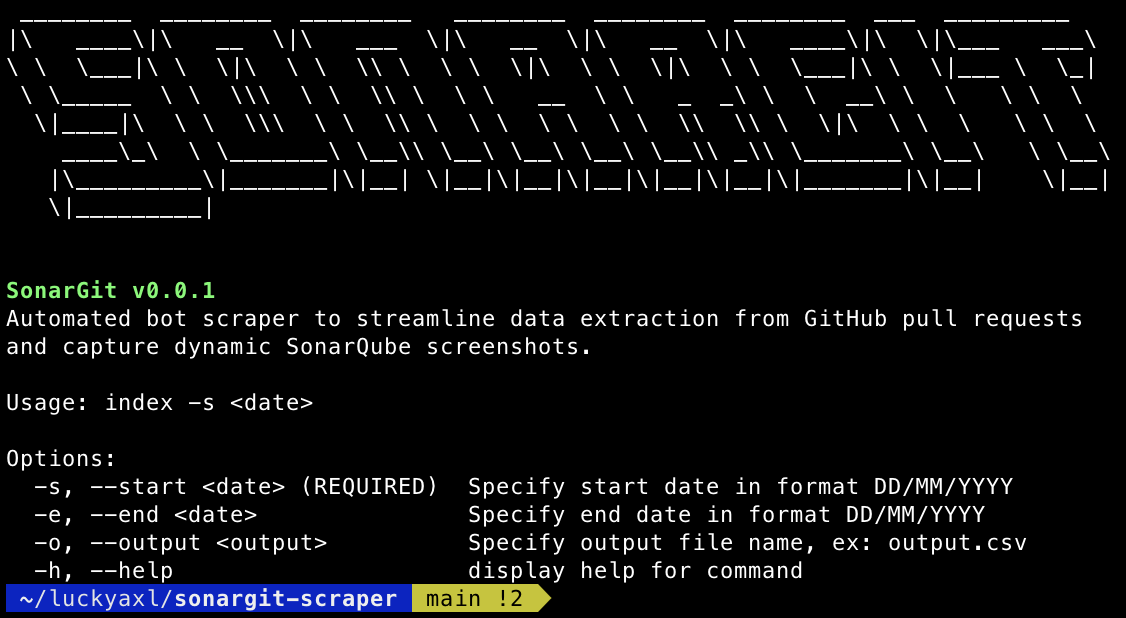 SONARGIT
SonarGit v0.0.1
Automated bot scraper to streamline data extraction from GitHub pull requests
and capture dynamic SonarQube screenshots.
Usage: index -s <date>
Options:
-s, --start <date> (REQUIRED)  Specify start date in format DD/MM/YYYY
-e, --end <date>  Specify end date in format DD/MM/YYYY
-o, --output <output>  Specify output file name, ex: output.csv
-h, --help  display help for command
~/luckyaxl/sonargit-scraper  main !2